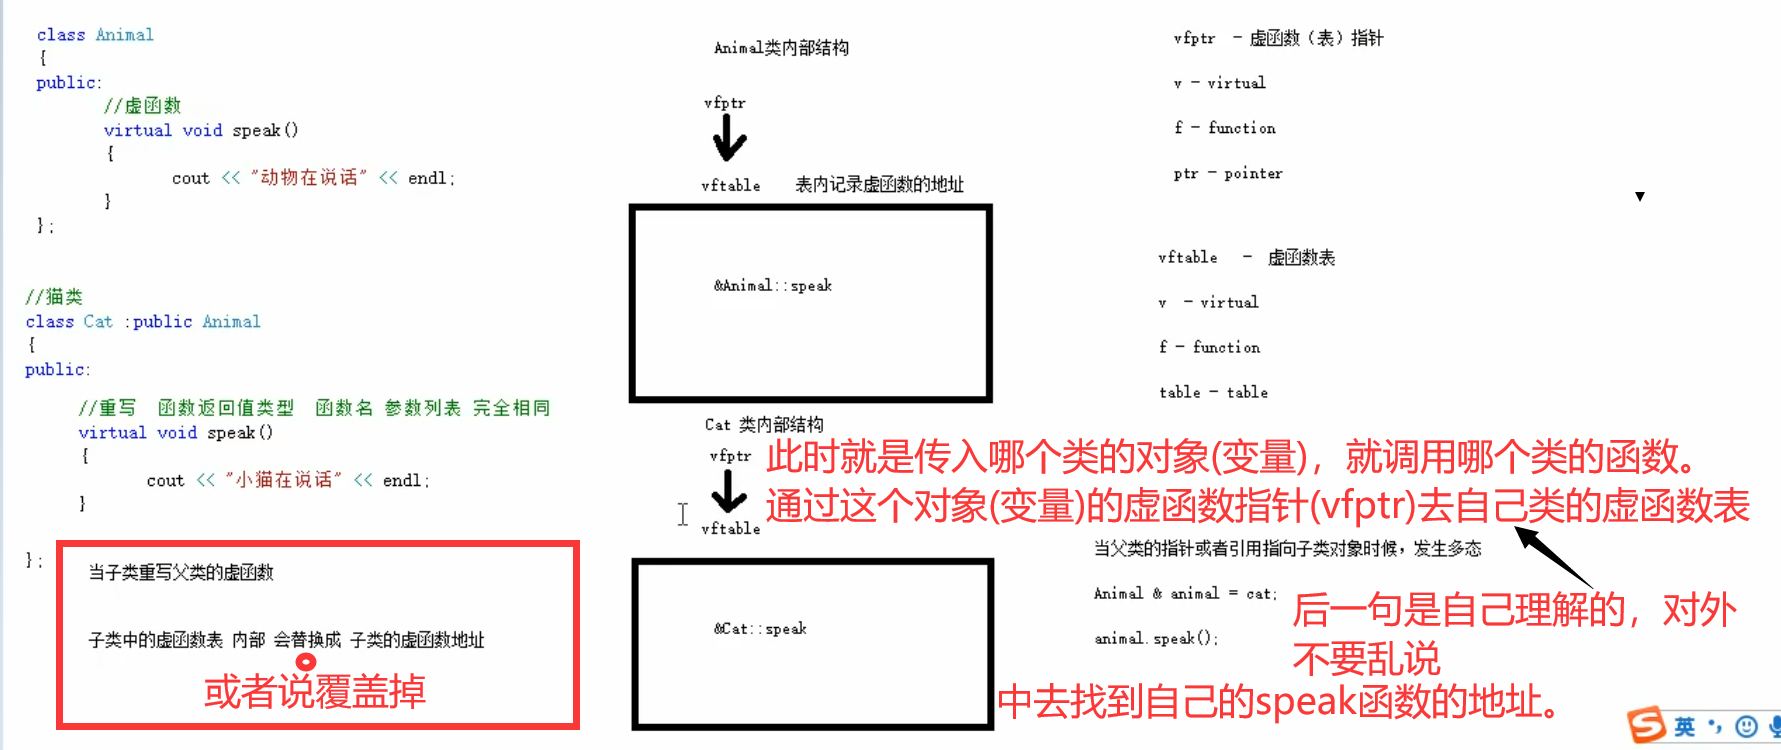 class Animal
{
public:
//虚函数
virtual void speak()
{
cout << "动物在说话" << endl;
}
};
//猫类
class Cat :public Animal
{
public:
//重写 函数返回值类型 函数名 参数列表 完全相同
virtual void speak()
{
cout << "小猫在说话" << endl;
}
};
当子类重写父类的虚函数
子类中的虚函数表 内部 会替换成 子类的虚函数地址
或者说覆盖掉
Animal类内部结构
vfptr
vftable 表内记录虚函数的地址
&Animal::speak
Cat 类内部结构
vfptr
vftable
&Cat::speak
vfptr - 虚函数（表）指针
v - virtual
f - function
ptr - pointer
vftable - 虚函数表
v - virtual
f - function
table - table
此时就是传入哪个类的对象(变量)，就调用哪个类的函数。
通过这个对象(变量)的虚函数指针(vfptr)去自己类的虚函数表
当父类的指针或者引用指向子类对象时候，发生多态
Animal & animal = cat;
animal.speak();
后一句是自己理解的，对外
不要乱说
中去找到自己的speak函数的地址。
英